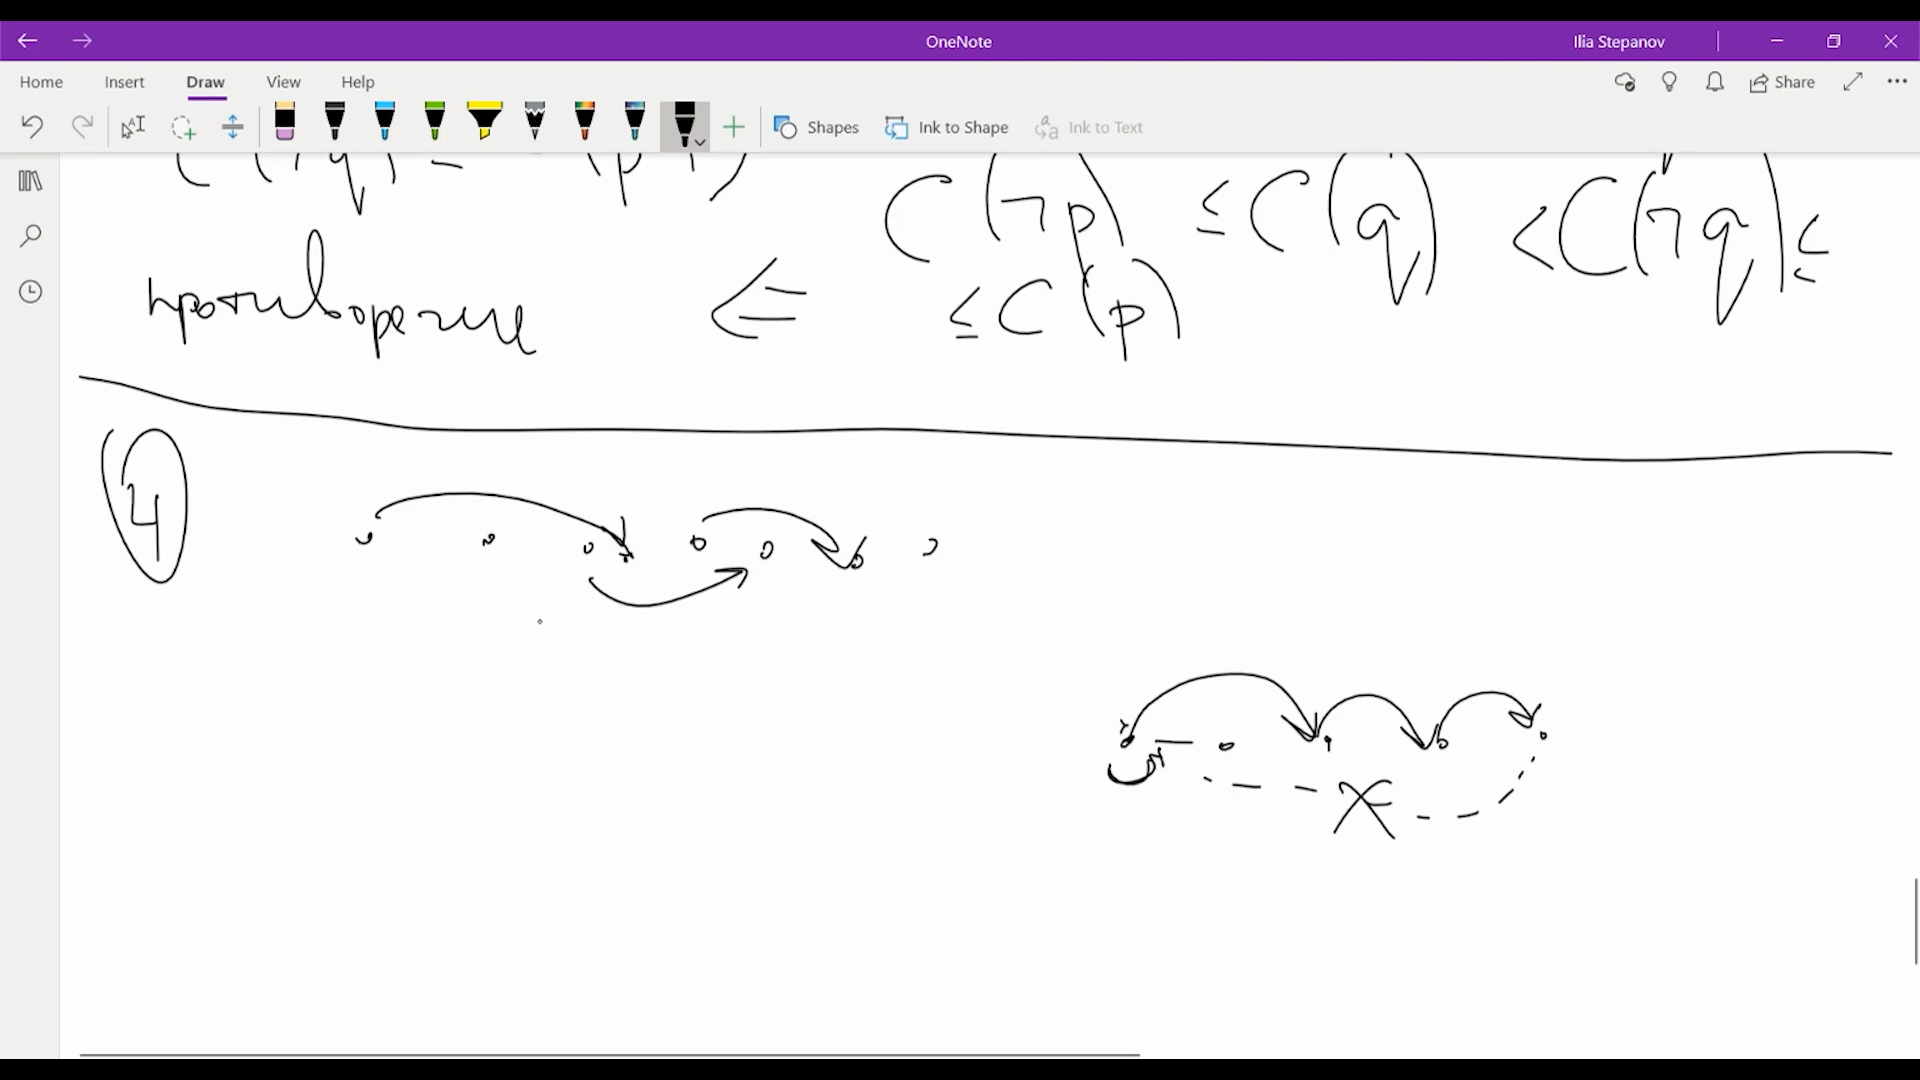 OneNote
Ilia Stepanov
Home Insert Draw View Help
Share
Shapes
Ink to Shape
Ink to Text
C(¬p) ≤ C(q) < C(¬q) ≤
противоречие ⇐ ≤ C(p)
4